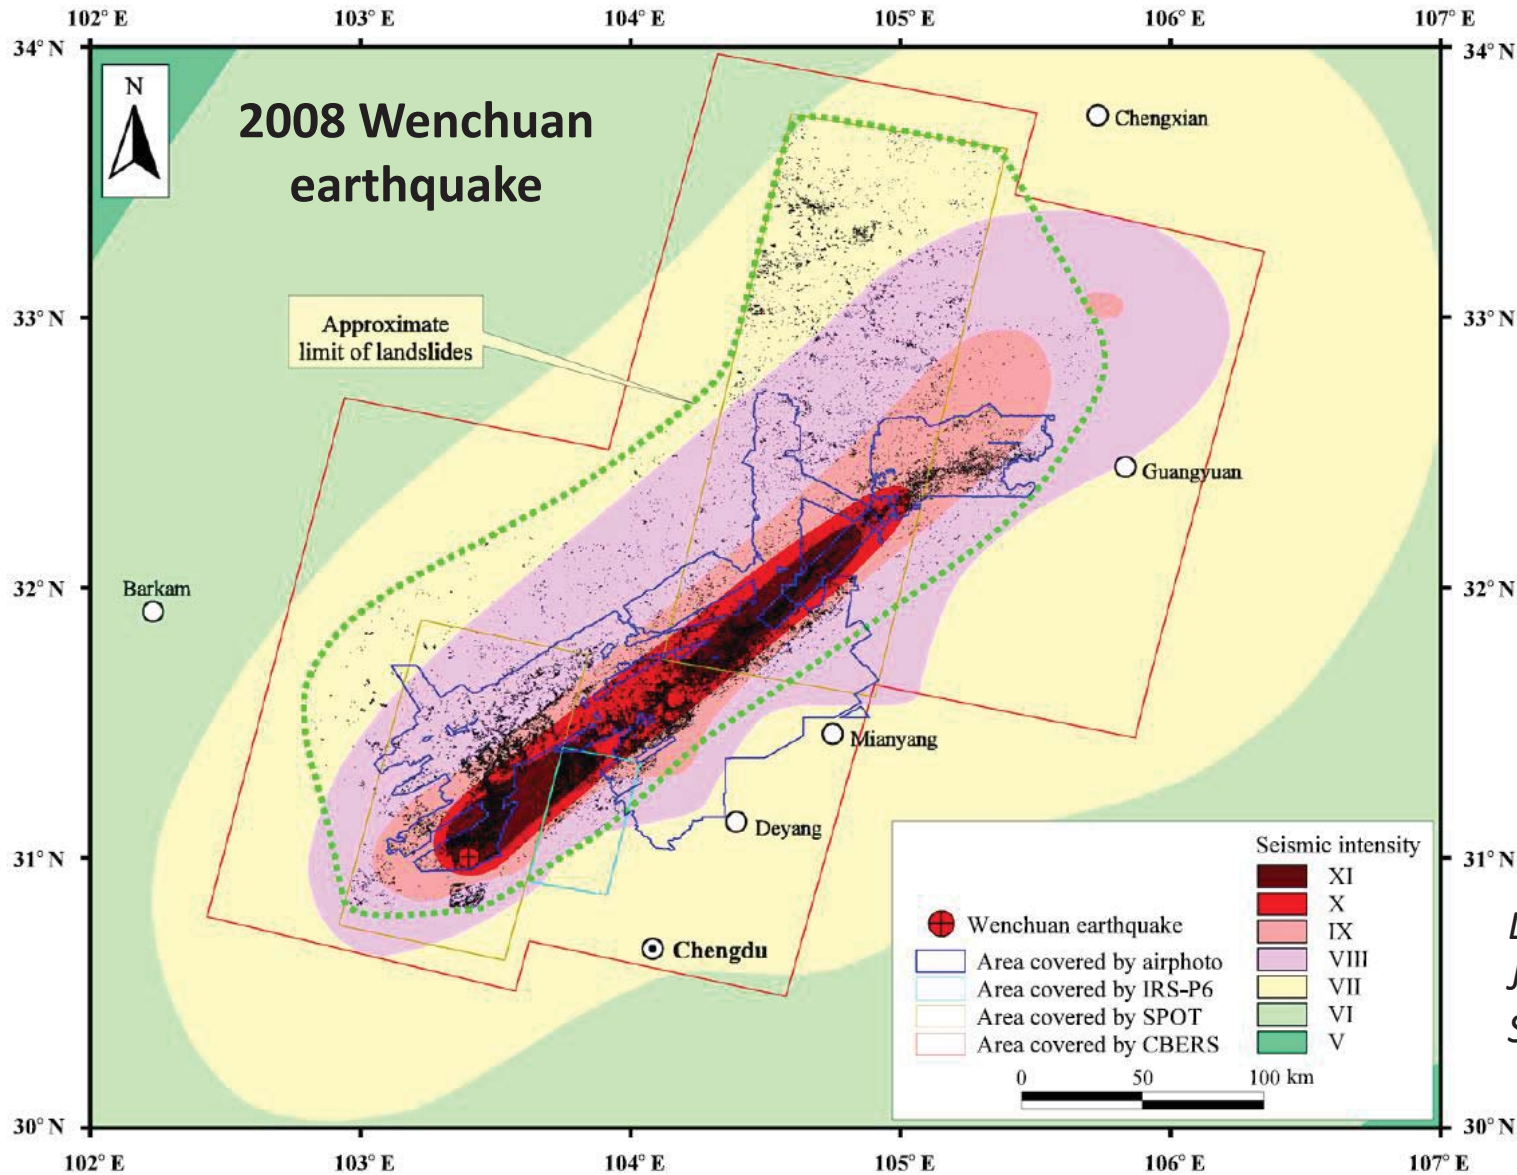 102° E 103° E 104° E 105° E 106° E 107° E
34° N 34° N
N
2008 Wenchuan
earthquake
Chengxian
33° N 33° N
Approximate
limit of landslides
Guangyuan
32° N 32° N
Barkam
Mianyang
Deyang
31° N 31° N
Chengdu
Wenchuan earthquake
Area covered by airphoto
Area covered by IRS-P6
Area covered by SPOT
Area covered by CBERS
Seismic intensity
XI
X
IX
VIII
VII
VI
V
0 50 100 km
30° N 30° N
102° E 103° E 104° E 105° E 106° E 107° E